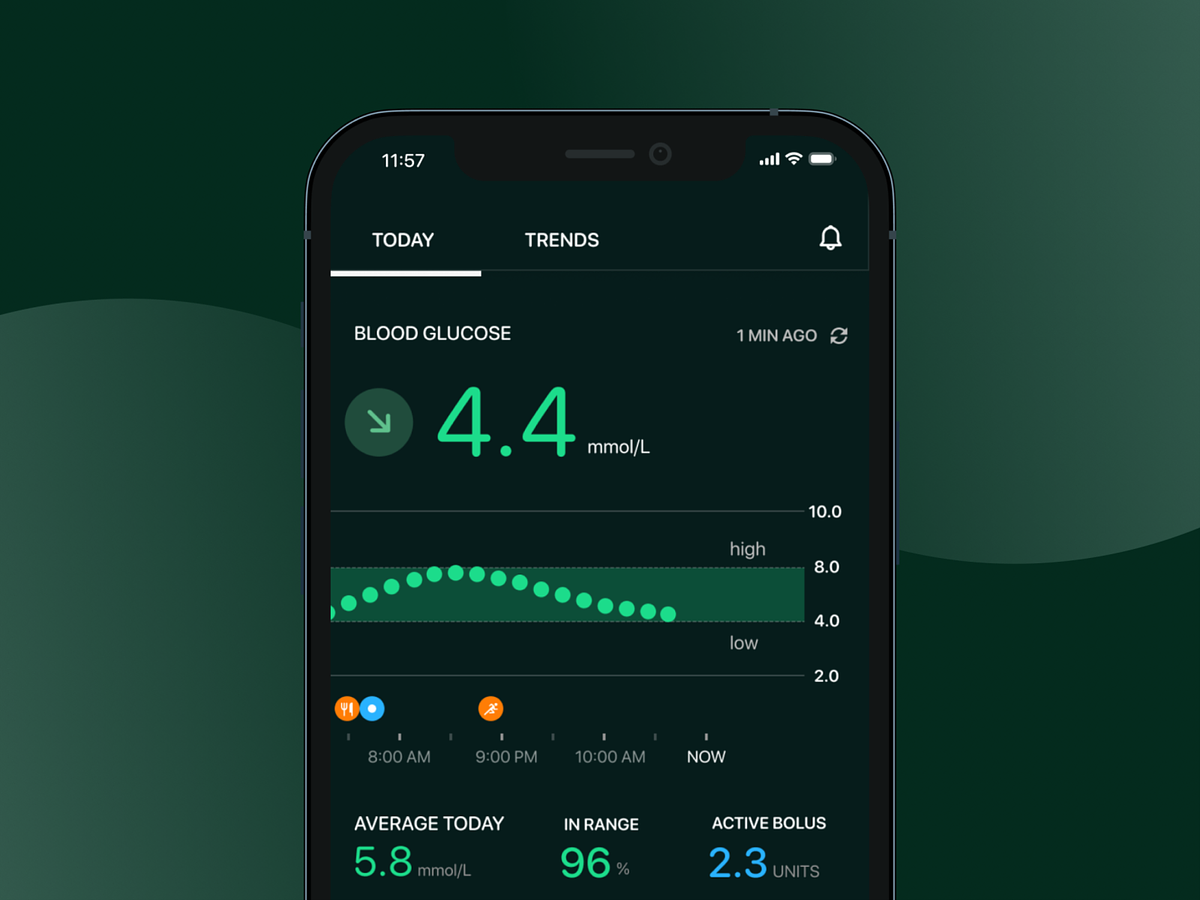 11:57
TODAY
TRENDS
BLOOD GLUCOSE
1 MIN AGO
4.4 mmol/L
10.0
high
8.0
4.0
low
2.0
8:00 AM
9:00 PM
10:00 AM
NOW
AVERAGE TODAY
5.8 mmol/L
IN RANGE
96 %
ACTIVE BOLUS
2.3 UNITS